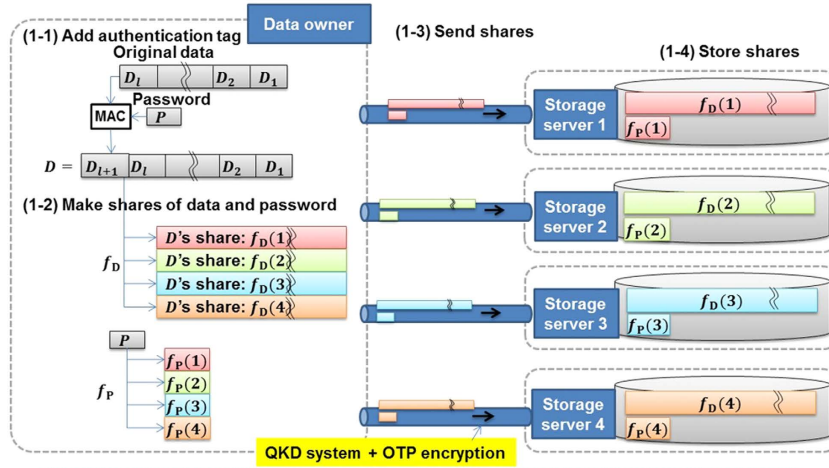 Data owner
(1-1) Add authentication tag
Original data
D_l D_2 D_1
Password
MAC
P
D = D_{l+1} D_l D_2 D_1
(1-2) Make shares of data and password
f_D
D's share: f_D(1)
D's share: f_D(2)
D's share: f_D(3)
D's share: f_D(4)
P
f_P
f_P(1)
f_P(2)
f_P(3)
f_P(4)
(1-3) Send shares
QKD system + OTP encryption
(1-4) Store shares
Storage server 1
f_D(1)
f_P(1)
Storage server 2
f_D(2)
f_P(2)
Storage server 3
f_D(3)
f_P(3)
Storage server 4
f_D(4)
f_P(4)